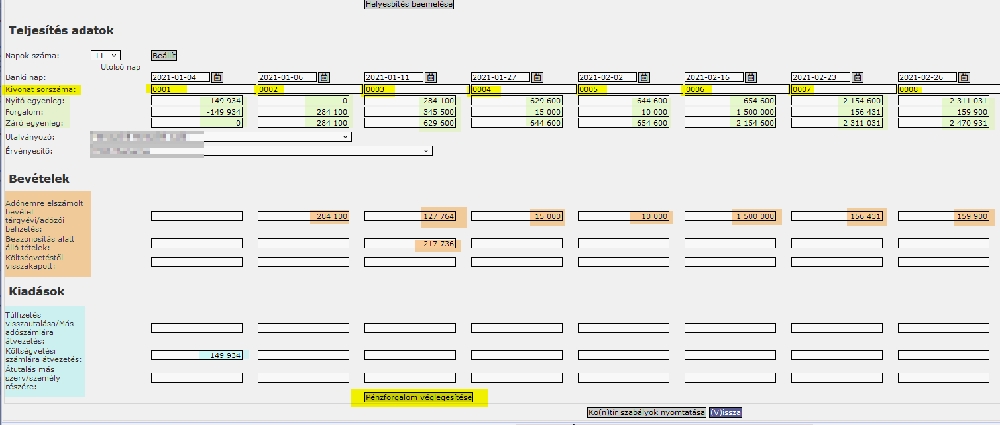 Helyesbítés beemelése
Teljesítés adatok
Napok száma: 11 Beállít
Utolsó nap
Banki nap: 2021-01-04 2021-01-06 2021-01-11 2021-01-27 2021-02-02 2021-02-16 2021-02-23 2021-02-26
Kivonat sorszáma: 0001 0002 0003 0004 0005 0006 0007 0008
Nyitó egyenleg: 149 934 0 284 100 629 600 644 600 654 600 2 154 600 2 311 031
Forgalom: -149 934 284 100 345 500 15 000 10 000 1 500 000 156 431 159 900
Záró egyenleg: 0 284 100 629 600 644 600 654 600 2 154 600 2 311 031 2 470 931
Utalványozó:
Érvényesítő:
Bevételek
Adónemre elszámolt
bevétel
tárgyévi/adózói
befizetés:
284 100 127 764 15 000 10 000 1 500 000 156 431 159 900
Beazonosítás alatt
álló tételek:
217 736
Költségvetéstől
visszakapott:
Kiadások
Túlfizetés
visszautalása/Más
adószámlára
átvezetés:
Költségvetési
számlára átvezetés:
149 934
Átutalás más
szerv/személy
részére:
Pénzforgalom véglegesítése
Ko(n)tír szabályok nyomtatása (V)issza